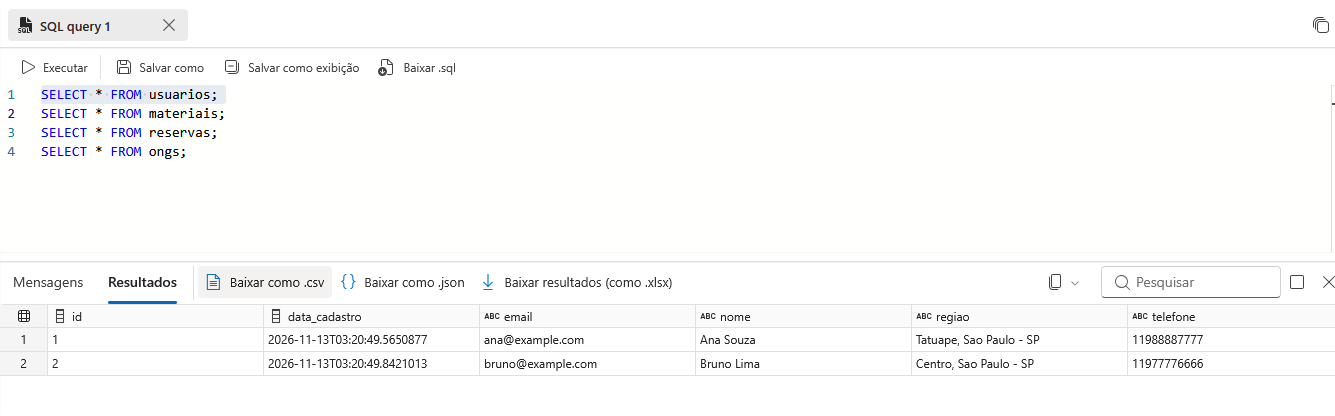 SQL query 1
Executar Salvar como Salvar como exibição Baixar .sql
1 SELECT * FROM usuarios;
2 SELECT * FROM materiais;
3 SELECT * FROM reservas;
4 SELECT * FROM ongs;
Mensagens Resultados Baixar como .csv Baixar como .json Baixar resultados (como .xlsx) Pesquisar
id data_cadastro ABC email ABC nome ABC regiao ABC telefone
1 1 2026-11-13T03:20:49.5650877 ana@example.com Ana Souza Tatuape, Sao Paulo - SP 11988887777
2 2 2026-11-13T03:20:49.8421013 bruno@example.com Bruno Lima Centro, Sao Paulo - SP 11977776666